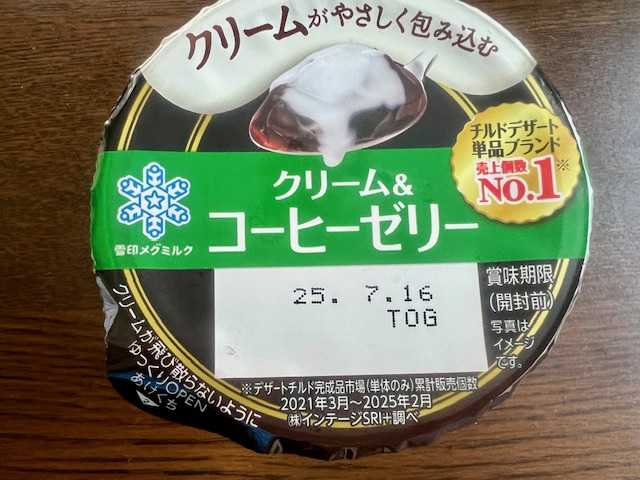 クリームがやさしく包み込む
チルドデザート
単品ブランド
売上個数
No.1※
クリーム&
コーヒーゼリー
雪印メグミルク
25. 7.16
TOG
賞味期限
(開封前)
写真は
イメージ
です。
※デザートチルド完成品市場(単体のみ)累計販売個数
2021年3月~2025年2月
㈱インテージSRI+調べ
クリームが飛び散らないように
ゆっくりOPEN
あけくち